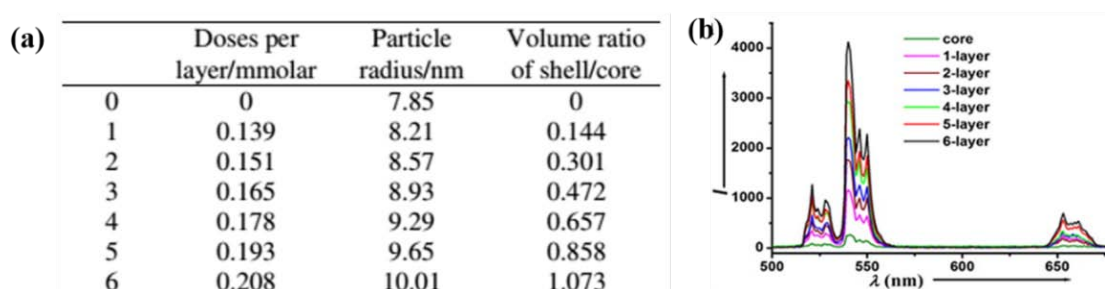 (a)
Doses per Particle Volume ratio
layer/mmolar radius/nm of shell/core
0 0 7.85 0
1 0.139 8.21 0.144
2 0.151 8.57 0.301
3 0.165 8.93 0.472
4 0.178 9.29 0.657
5 0.193 9.65 0.858
6 0.208 10.01 1.073
(b)
4000
3000
2000
1000
0
I
core
1-layer
2-layer
3-layer
4-layer
5-layer
6-layer
500 550 600 650
λ (nm)